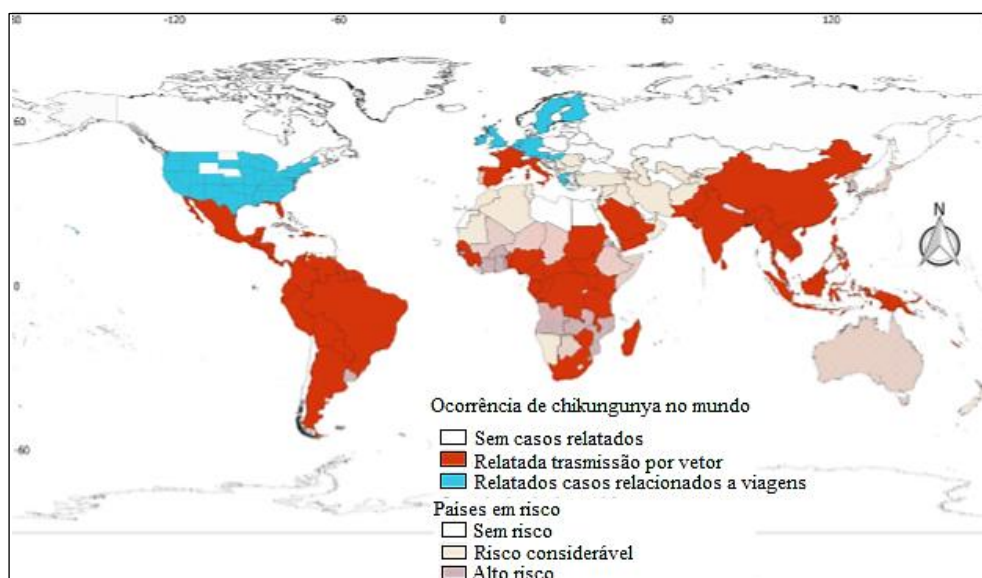 80 -120 -60 0 60 120
60
N
0
-60
Ocorrência de chikungunya no mundo
Sem casos relatados
Relatada trasmissão por vetor
Relatados casos relacionados a viagens
Países em risco
Sem risco
Risco considerável
Alto risco